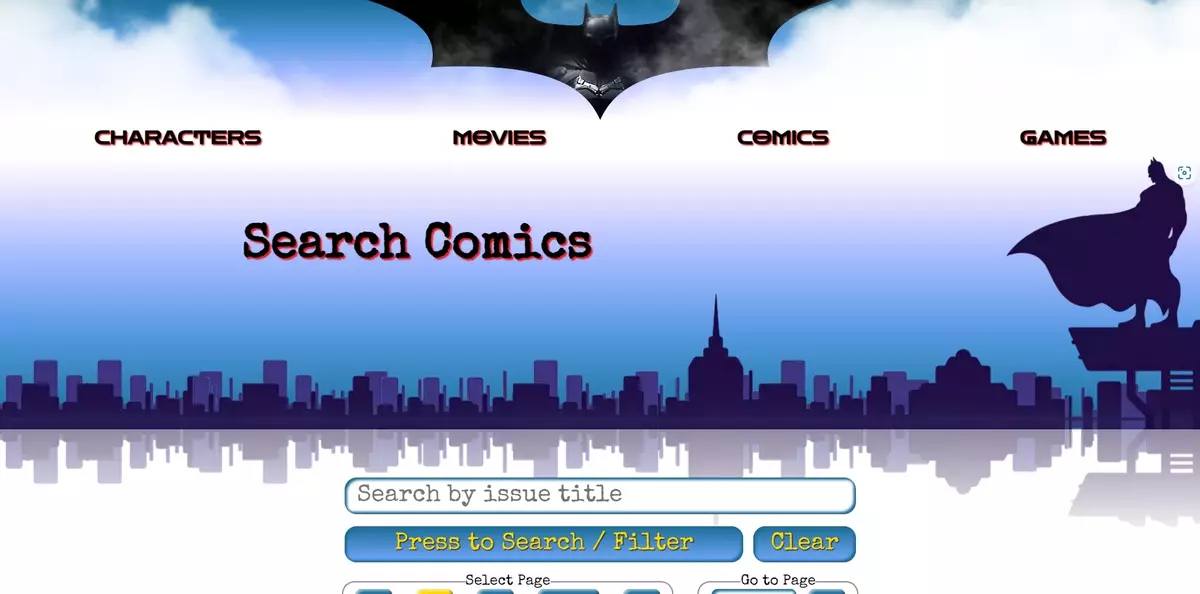 CHARACTERS MOVIES COMICS GAMES
Search Comics
Search by issue title
Press to Search / Filter Clear
Select Page Go to Page